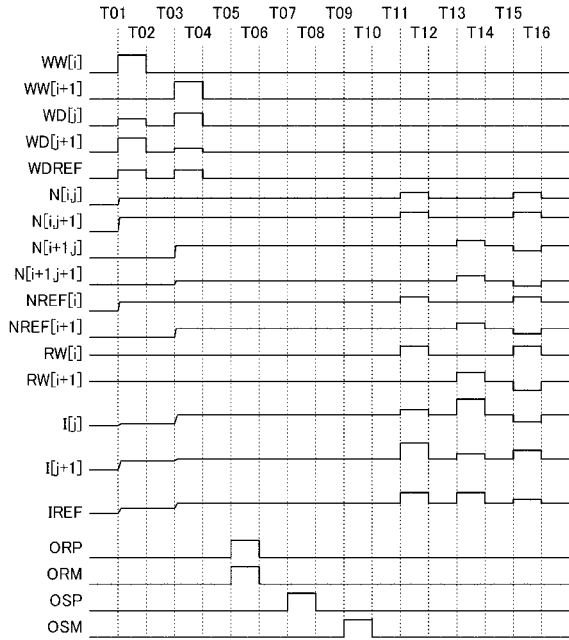 T01 T03 T05 T07 T09 T11 T13 T15
T02 T04 T06 T08 T10 T12 T14 T16
WW[i]
WW[i+1]
WD[j]
WD[j+1]
WDREF
N[i,j]
N[i,j+1]
N[i+1,j]
N[i+1,j+1]
NREF[i]
NREF[i+1]
RW[i]
RW[i+1]
I[j]
I[j+1]
IREF
ORP
ORM
OSP
OSM